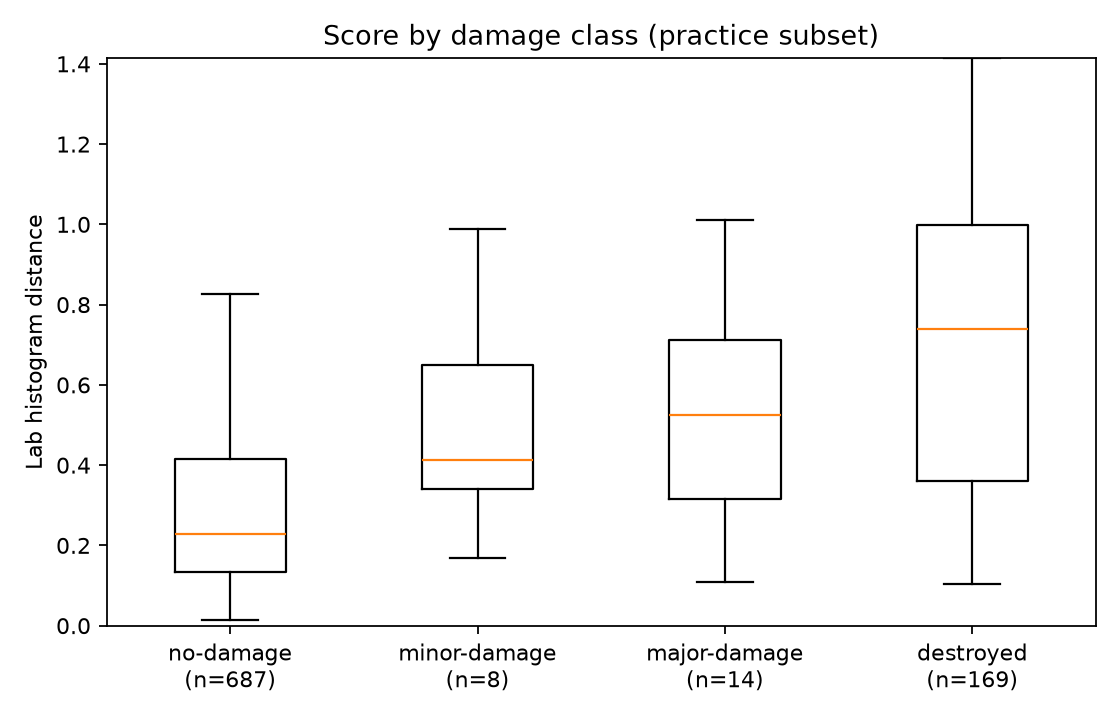 Score by damage class (practice subset)
Lab histogram distance
1.4
1.2
1.0
0.8
0.6
0.4
0.2
0.0
no-damage
(n=687)
minor-damage
(n=8)
major-damage
(n=14)
destroyed
(n=169)